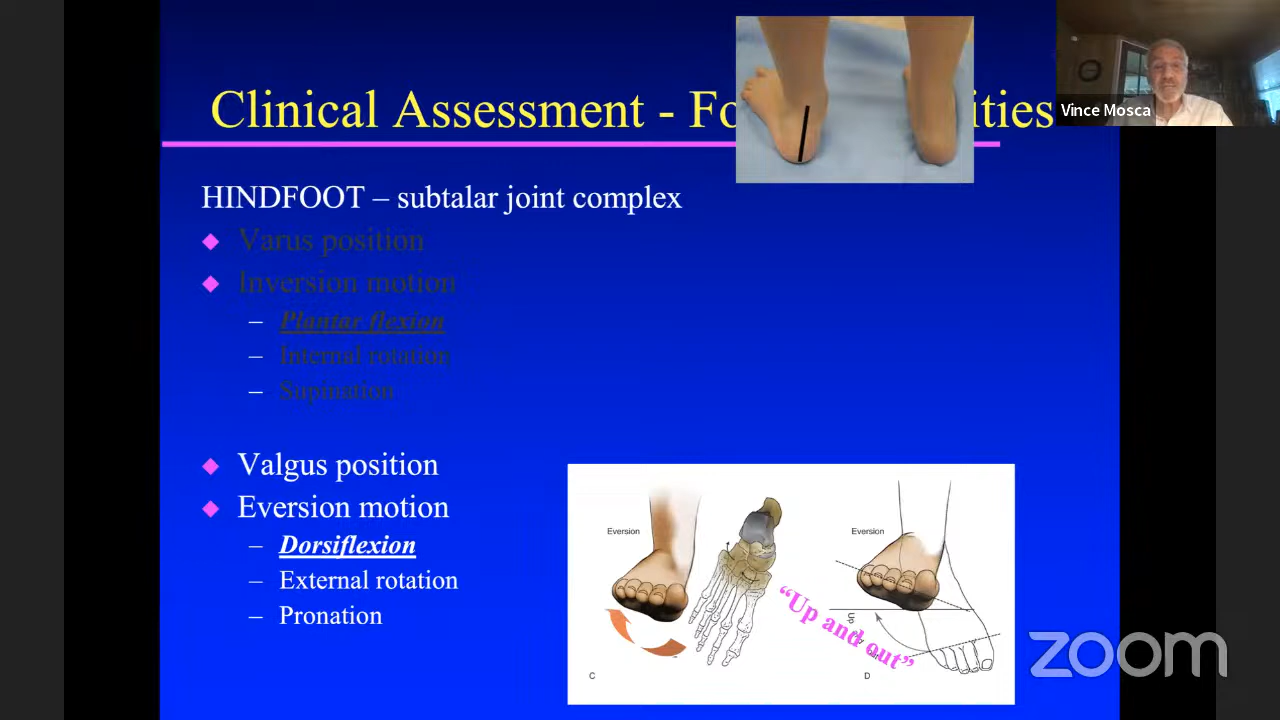 Clinical Assessment - Fo ities
Vince Mosca
HINDFOOT – subtalar joint complex
Varus position
Inversion motion
– Plantar flexion
– Internal rotation
– Supination
Valgus position
Eversion motion
– Dorsiflexion
– External rotation
– Pronation
Eversion
Eversion
“Up and out”
C
D
zoom